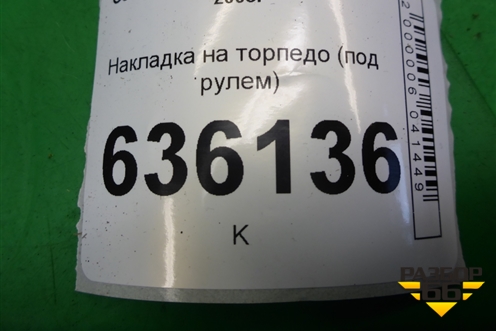 Накладка на торпедо (под
рулем)
636136
К
2000006041449
РАЗБОР
66